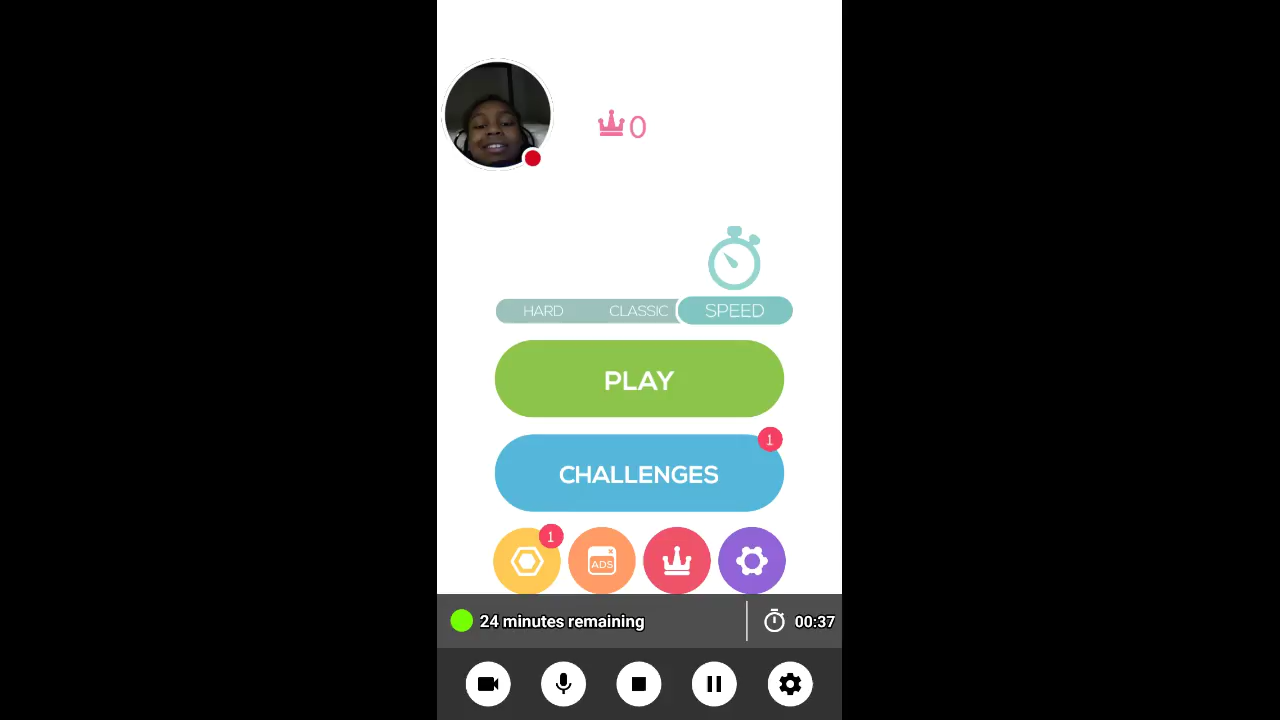 0
HARD CLASSIC SPEED
PLAY
1
CHALLENGES
1
ADS
24 minutes remaining 00:37